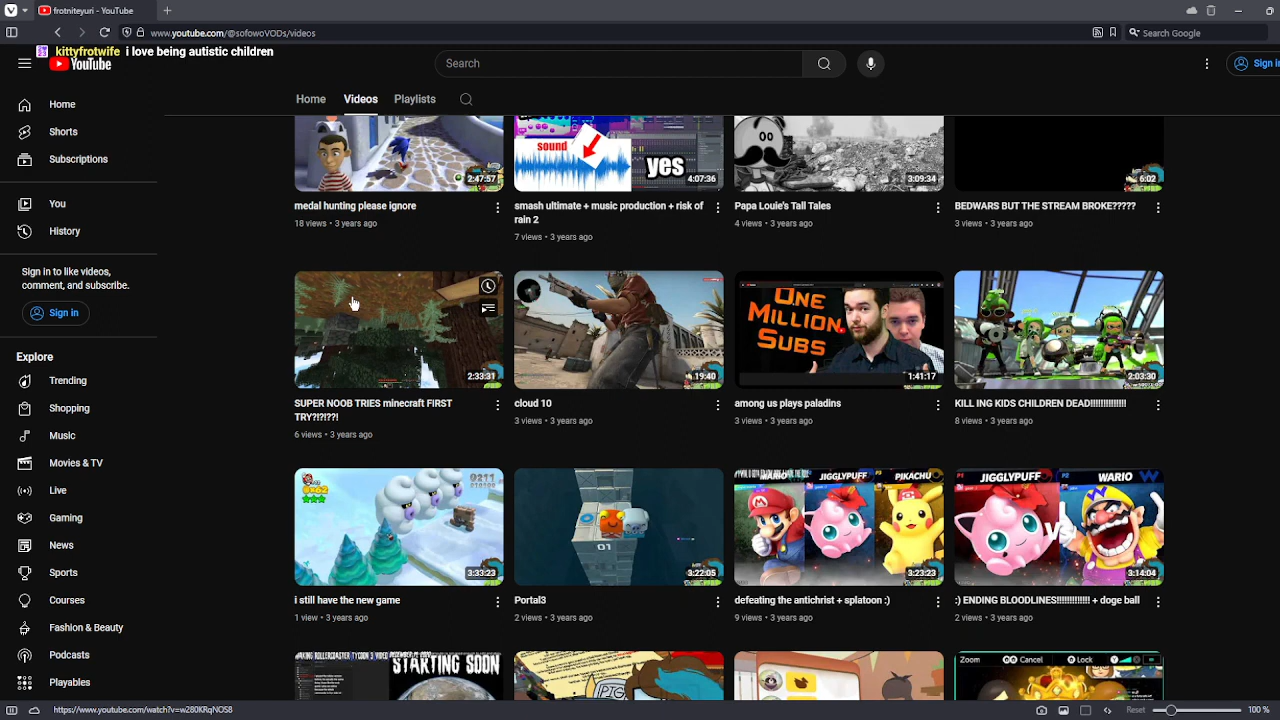 frotniteyuri - YouTube
www.youtube.com/@sofowoVODs/videos
Search Google
kittyfrotwife i love being autistic children
YouTube
Search
Sign in
Home Videos Playlists
Home
Shorts
Subscriptions
You
History
Sign in to like videos,
comment, and subscribe.
Sign in
Explore
Trending
Shopping
Music
Movies & TV
Live
Gaming
News
Sports
Courses
Fashion & Beauty
Podcasts
Playables
2:47:57
sound
yes
4:07:36
3:09:34
6:02
medal hunting please ignore
18 views • 3 years ago
smash ultimate + music production + risk of
rain 2
7 views • 3 years ago
Papa Louie's Tall Tales
4 views • 3 years ago
BEDWARS BUT THE STREAM BROKE?????
3 views • 3 years ago
2:33:31
19:40
ONE
MILLION
SUBS
1:41:17
2:03:30
SUPER NOOB TRIES minecraft FIRST
TRY?!?!??!
6 views • 3 years ago
cloud 10
3 views • 3 years ago
among us plays paladins
3 views • 3 years ago
KILL ING KIDS CHILDREN DEAD!!!!!!!!!!!!!!
8 views • 3 years ago
3:33:23
01
3:22:05
JIGGLYPUFF
PIKACHU
3:23:23
JIGGLYPUFF
WARIO
3:14:04
i still have the new game
1 view • 3 years ago
Portal3
2 views • 3 years ago
defeating the antichrist + splatoon :)
9 views • 3 years ago
:) ENDING BLOODLINES!!!!!!!!!!!!! + doge ball
2 views • 3 years ago
STARTING SOON
Zoom Cancel Lock
https://www.youtube.com/watch?v=w280KRqNOS8
Reset
100 %